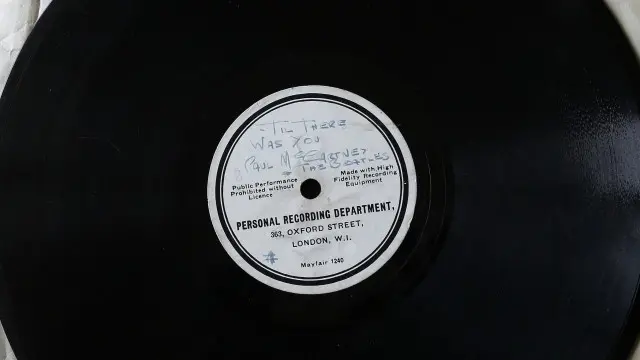 'TIL THERE
WAS YOU
PAUL McCARTNEY
& THE BEATLES
Public Performance
Prohibited without
Licence
Made with High
Fidelity Recording
Equipment
PERSONAL RECORDING DEPARTMENT,
363, OXFORD STREET,
LONDON, W.I.
Mayfair 1240